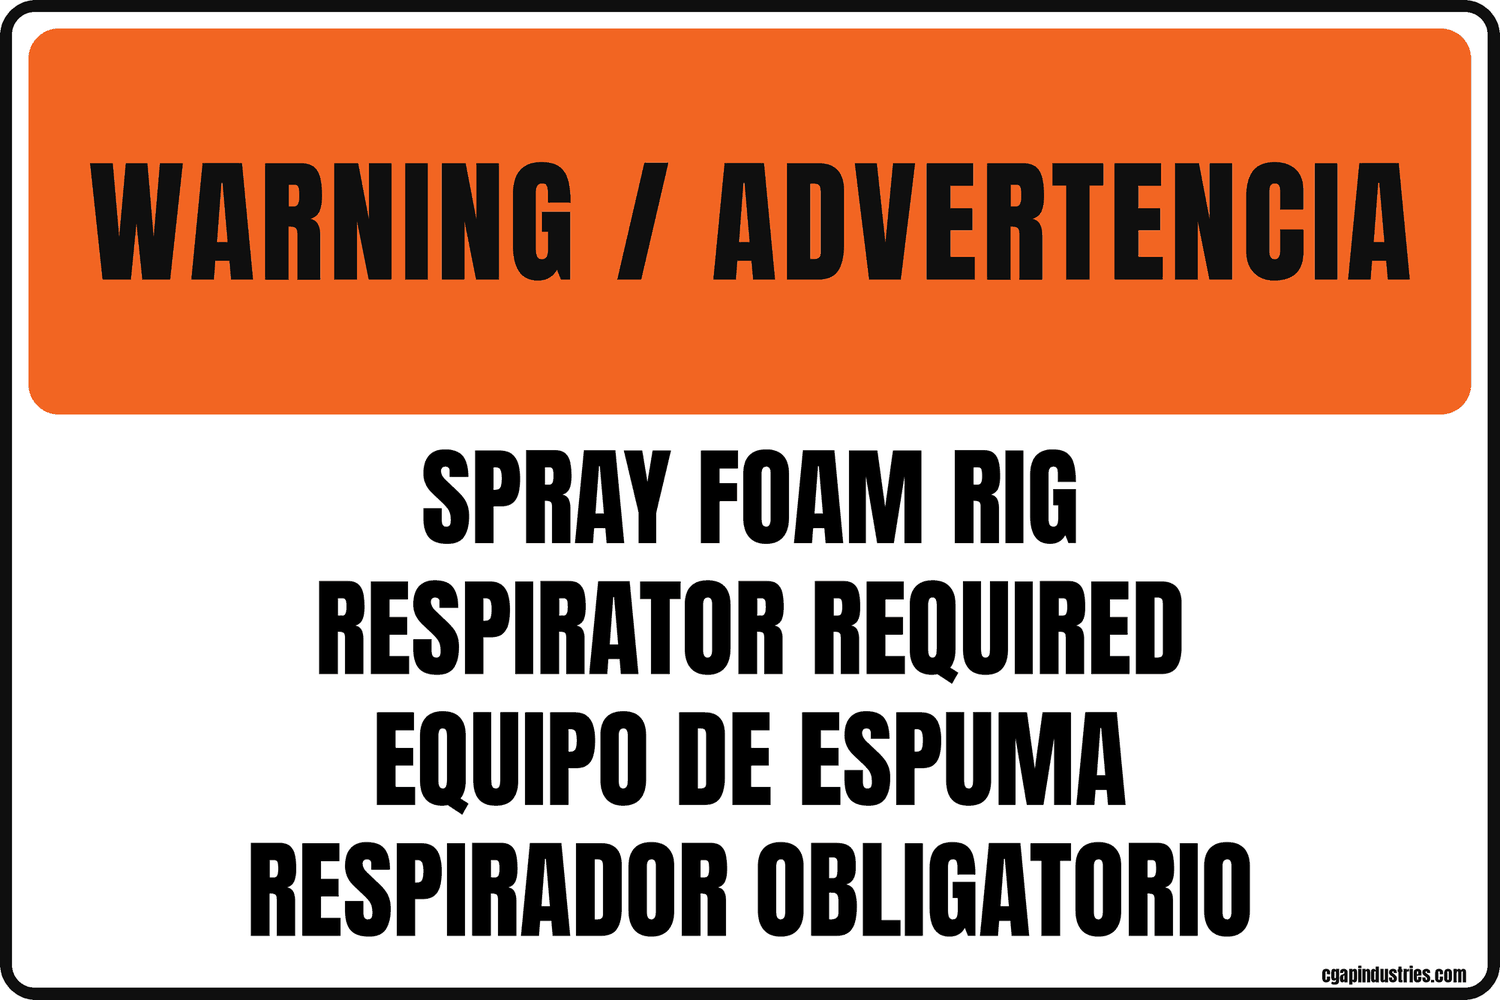 WARNING / ADVERTENCIA
SPRAY FOAM RIG
RESPIRATOR REQUIRED
EQUIPO DE ESPUMA
RESPIRADOR OBLIGATORIO
cgapindustries.com